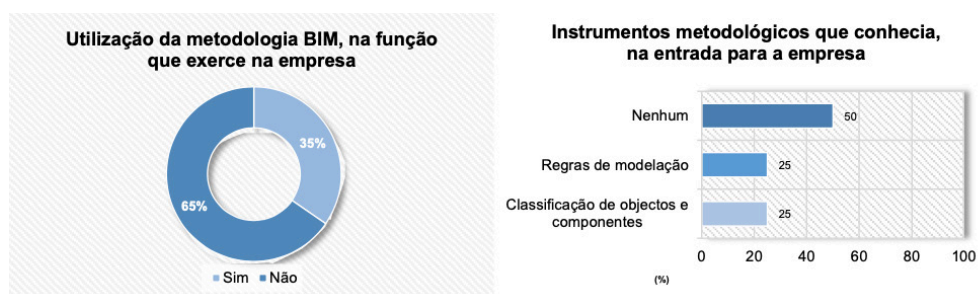 Utilização da metodologia BIM, na função
que exerce na empresa
35%
65%
Sim Não
Instrumentos metodológicos que conhecia,
na entrada para a empresa
Nenhum
50
Regras de modelação
25
Classificação de objectos e
componentes
25
0 20 40 60 80 100
(%)